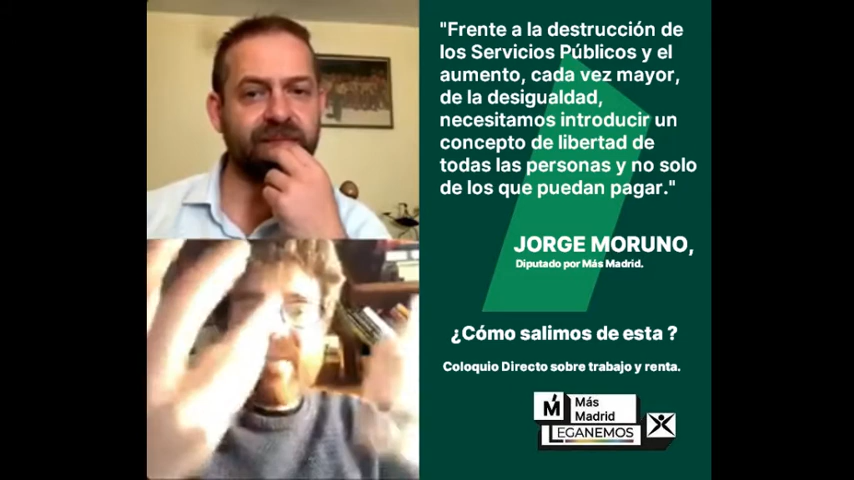 "Frente a la destrucción de
los Servicios Públicos y el
aumento, cada vez mayor,
de la desigualdad,
necesitamos introducir un
concepto de libertad de
todas las personas y no solo
de los que puedan pagar."
JORGE MORUNO,
Diputado por Más Madrid.
¿Cómo salimos de esta ?
Coloquio Directo sobre trabajo y renta.
Ḿ Más
Madrid
LEGANEMOS